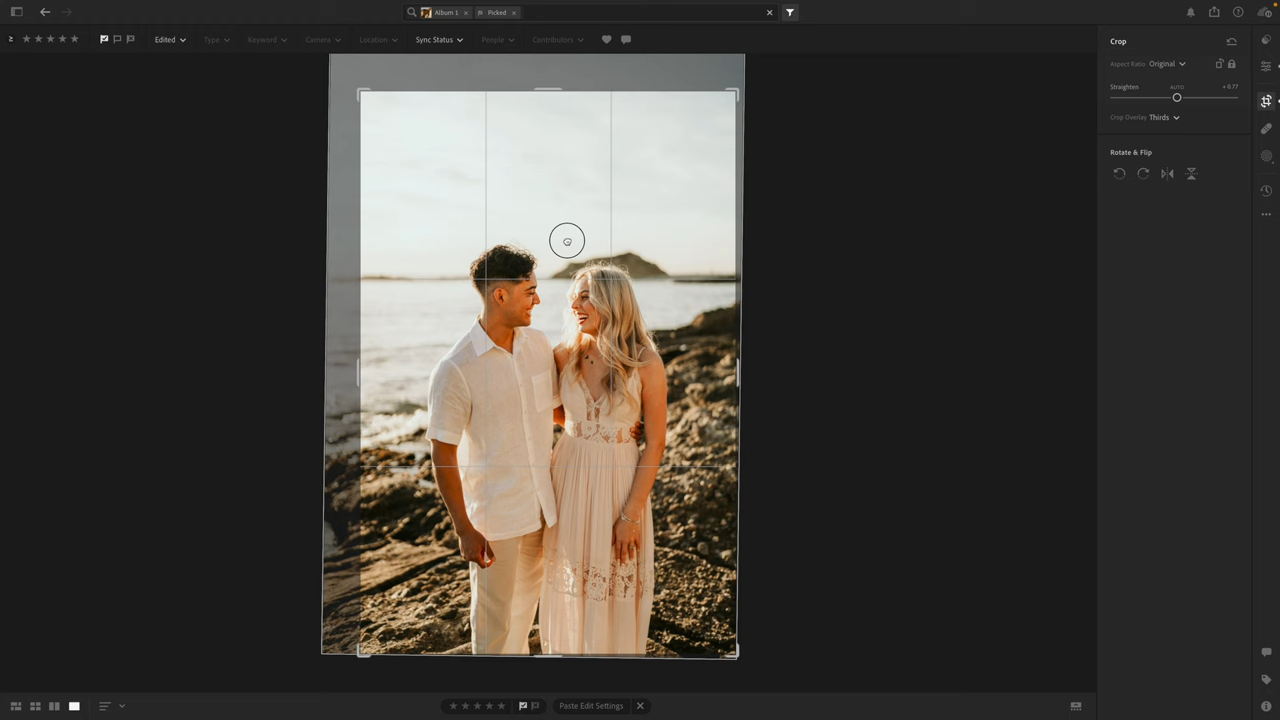 Album 1 × Picked ×
≥ Edited Type Keyword Camera Location Sync Status People Contributors
Crop
Aspect Ratio Original
Straighten AUTO + 0.77
Crop Overlay Thirds
Rotate & Flip
Paste Edit Settings